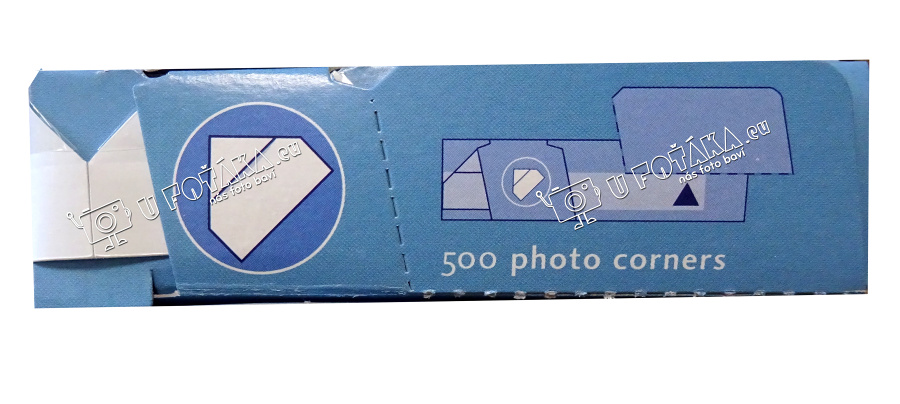 U FOŤÁKA.eu
nás foto baví
U FOŤÁKA.eu
nás foto baví
500 photo corners